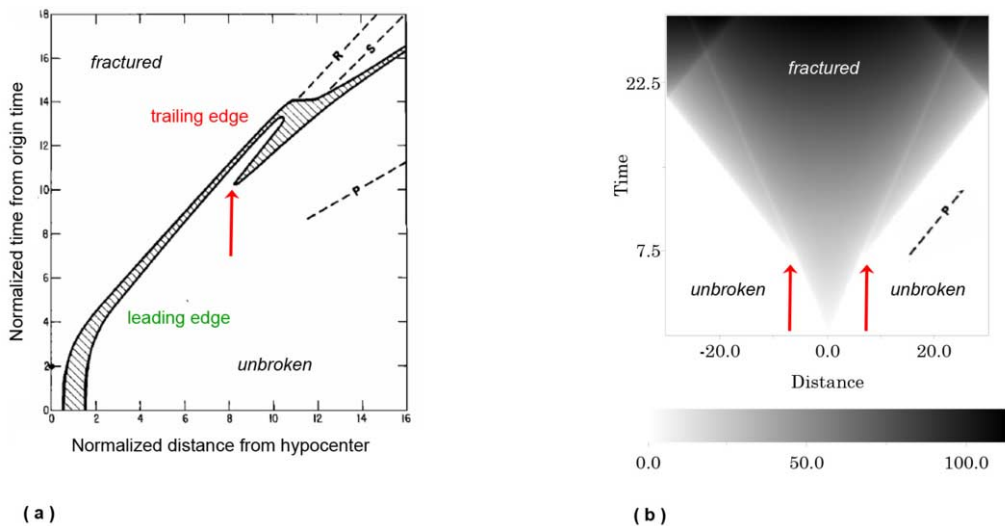 18
16
14
12
10
8
6
4
2
0
Normalized time from origin time
fractured
R
S
trailing edge
P
leading edge
unbroken
0 2 4 6 8 10 12 14 16
Normalized distance from hypocenter
( a )
22.5
7.5
Time
fractured
P
unbroken
unbroken
-20.0 0.0 20.0
Distance
0.0 50.0 100.0
( b )